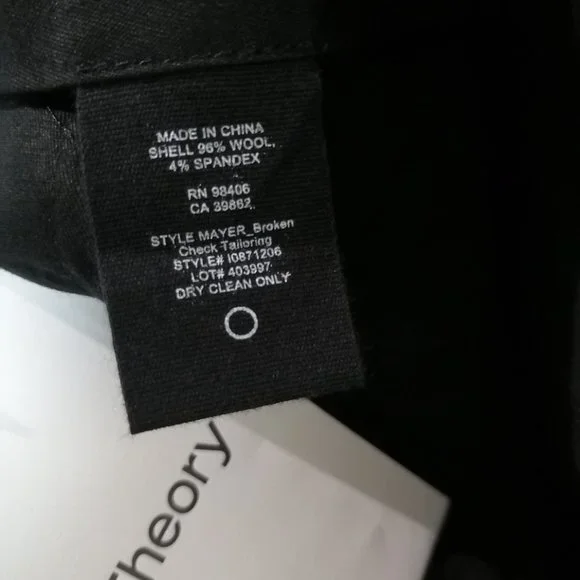 MADE IN CHINA
SHELL 96% WOOL,
4% SPANDEX
RN 98406
CA 39862
STYLE MAYER_Broken
Check Tailoring
STYLE# I0871206
LOT# 403997
DRY CLEAN ONLY
Theory